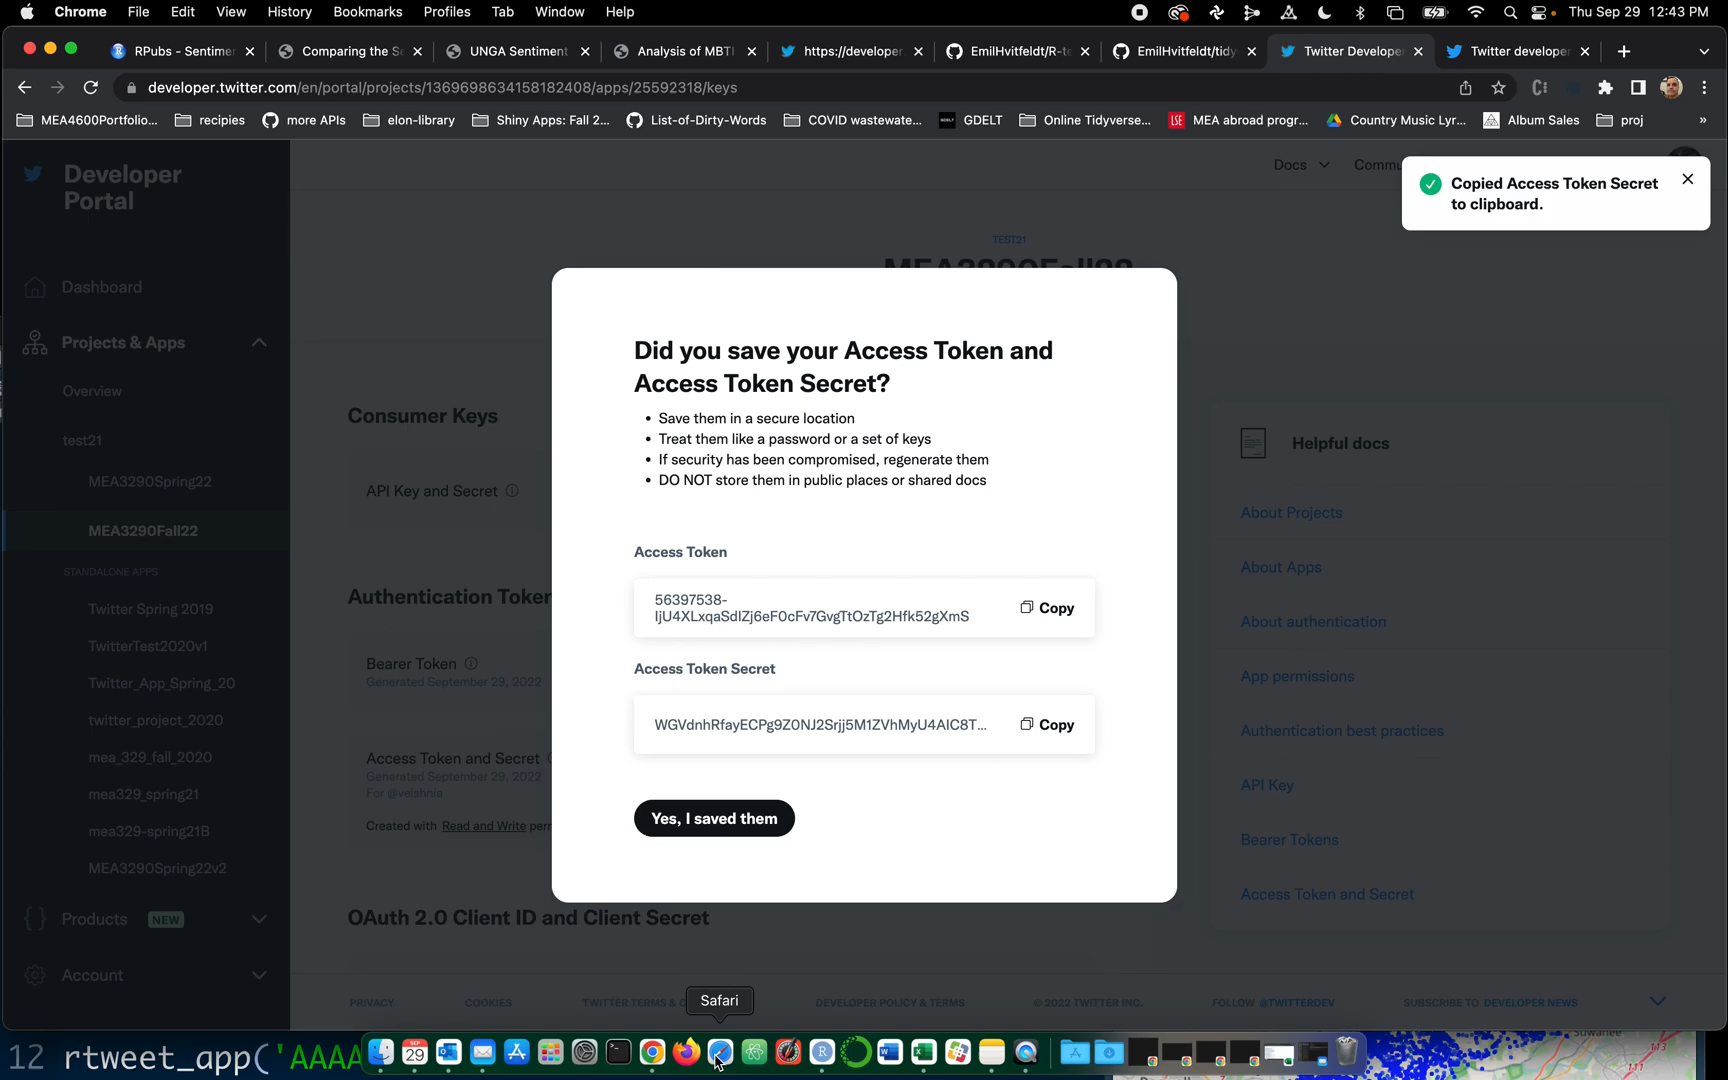 Chrome File Edit View History Bookmarks Profiles Tab Window Help Thu Sep 29 12:43 PM
RPubs - Sentimer Comparing the Sc UNGA Sentiment Analysis of MBTI https://developer EmilHvitfeldt/R-te EmilHvitfeldt/tidy Twitter Develope Twitter develope
developer.twitter.com/en/portal/projects/1369698634158182408/apps/25592318/keys
MEA4600Portfolio... recipies more APIs elon-library Shiny Apps: Fall 2... List-of-Dirty-Words COVID wastewate... GDELT Online Tidyverse... MEA abroad progr... Country Music Lyr... Album Sales proj »
Developer
Portal
Docs Commu
Copied Access Token Secret
to clipboard.
TEST21
MEA3290Fall22
Dashboard
Projects & Apps
Overview
test21
MEA3290Spring22
MEA3290Fall22
STANDALONE APPS
Twitter Spring 2019
TwitterTest2020v1
Twitter_App_Spring_20
twitter_project_2020
mea_329_fall_2020
mea329_spring21
mea329-spring21B
MEA3290Spring22v2
Products NEW
Account
Consumer Keys
API Key and Secret
Authentication Token
Bearer Token
Generated September 29, 2022
Access Token and Secret
Generated September 29, 2022
For @velshnia
Created with Read and Write perm
OAuth 2.0 Client ID and Client Secret
Did you save your Access Token and
Access Token Secret?
• Save them in a secure location
• Treat them like a password or a set of keys
• If security has been compromised, regenerate them
• DO NOT store them in public places or shared docs
Access Token
56397538-
IjU4XLxqaSdIZj6eF0cFv7GvgTtOzTg2Hfk52gXmS
Copy
Access Token Secret
WGVdnhRfayECPg9Z0NJ2Srjj5M1ZVhMyU4AIC8T...
Copy
Yes, I saved them
Helpful docs
About Projects
About Apps
About authentication
App permissions
Authentication best practices
API Key
Bearer Tokens
Access Token and Secret
PRIVACY COOKIES TWITTER TERMS & C DEVELOPER POLICY & TERMS © 2022 TWITTER INC. FOLLOW @TWITTERDEV SUBSCRIBE TO DEVELOPER NEWS
Safari
12 rtweet_app('AAAA
SEP
29
Suwanee